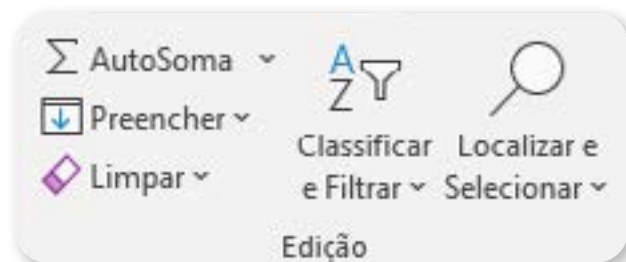 AutoSoma
Preencher
Limpar
Classificar
e Filtrar
Localizar e
Selecionar
Edição